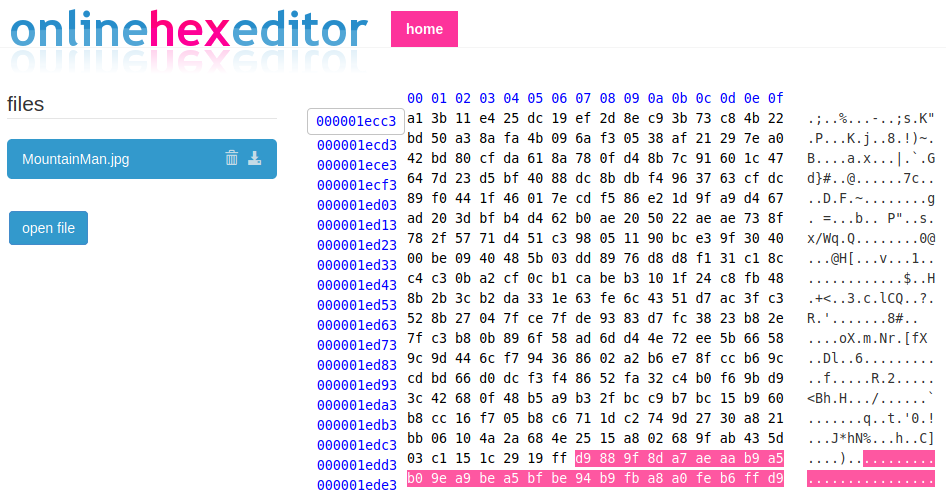 onlinehexeditor
home
files
MountainMan.jpg
open file
00 01 02 03 04 05 06 07 08 09 0a 0b 0c 0d 0e 0f
000001ecc3 a1 3b 11 e4 25 dc 19 ef 2d 8e c9 3b 73 c8 4b 22 .;..%...-..;s.K"
000001ecd3 bd 50 a3 8a fa 4b 09 6a f3 05 38 af 21 29 7e a0 .P...K.j..8.!)~.
000001ece3 42 bd 80 cf da 61 8a 78 0f d4 8b 7c 91 60 1c 47 B....a.x...|.`.G
000001ecf3 64 7d 23 d5 bf 40 88 dc 8b db f4 96 37 63 cf dc d}#..@......7c..
000001ed03 89 f0 44 1f 46 01 7e cd f5 86 e2 1d 9f a9 d4 67 ..D.F.~........g
000001ed13 ad 20 3d bf b4 d4 62 b0 ae 20 50 22 ae ae 73 8f . =...b.. P"..s.
000001ed23 78 2f 57 71 d4 51 c3 98 05 11 90 bc e3 9f 30 40 x/Wq.Q........0@
000001ed33 00 be 09 40 48 5b 03 dd 89 76 d8 d8 f1 31 c1 8c ...@H[...v...1..
000001ed43 c4 c3 0b a2 cf 0c b1 ca be b3 10 1f 24 c8 fb 48 ............$..H
000001ed53 8b 2b 3c b2 da 33 1e 63 fe 6c 43 51 d7 ac 3f c3 .+<..3.c.lCQ..?.
000001ed63 52 8b 27 04 7f ce 7f de 93 83 d7 fc 38 23 b8 2e R.'.........8#..
000001ed73 7f c3 b8 0b 89 6f 58 ad 6d d4 4e 72 ee 5b 66 58 .....oX.m.Nr.[fX
000001ed83 9c 9d 44 6c f7 94 36 86 02 a2 b6 e7 8f cc b6 9c ..Dl..6.........
000001ed93 cd bd 66 d0 dc f3 f4 86 52 fa 32 c4 b0 f6 9b d9 ..f.....R.2.....
000001eda3 3c 42 68 0f 48 b5 a9 b3 2f bc c9 b7 bc 15 b9 60 <Bh.H.../......`
000001edb3 b8 cc 16 f7 05 b8 c6 71 1d c2 74 9d 27 30 a8 21 .......q..t.'0.!
000001edc3 bb 06 10 4a 2a 68 4e 25 15 a8 02 68 9f ab 43 5d ...J*hN%...h..C]
000001edd3 03 c1 15 1c 29 19 ff d9 88 9f 8d a7 ae aa b9 a5 ....)...........
000001ede3 b0 9e a9 be a5 bf be 94 b9 fb a8 a0 fe b6 ff d9 ................